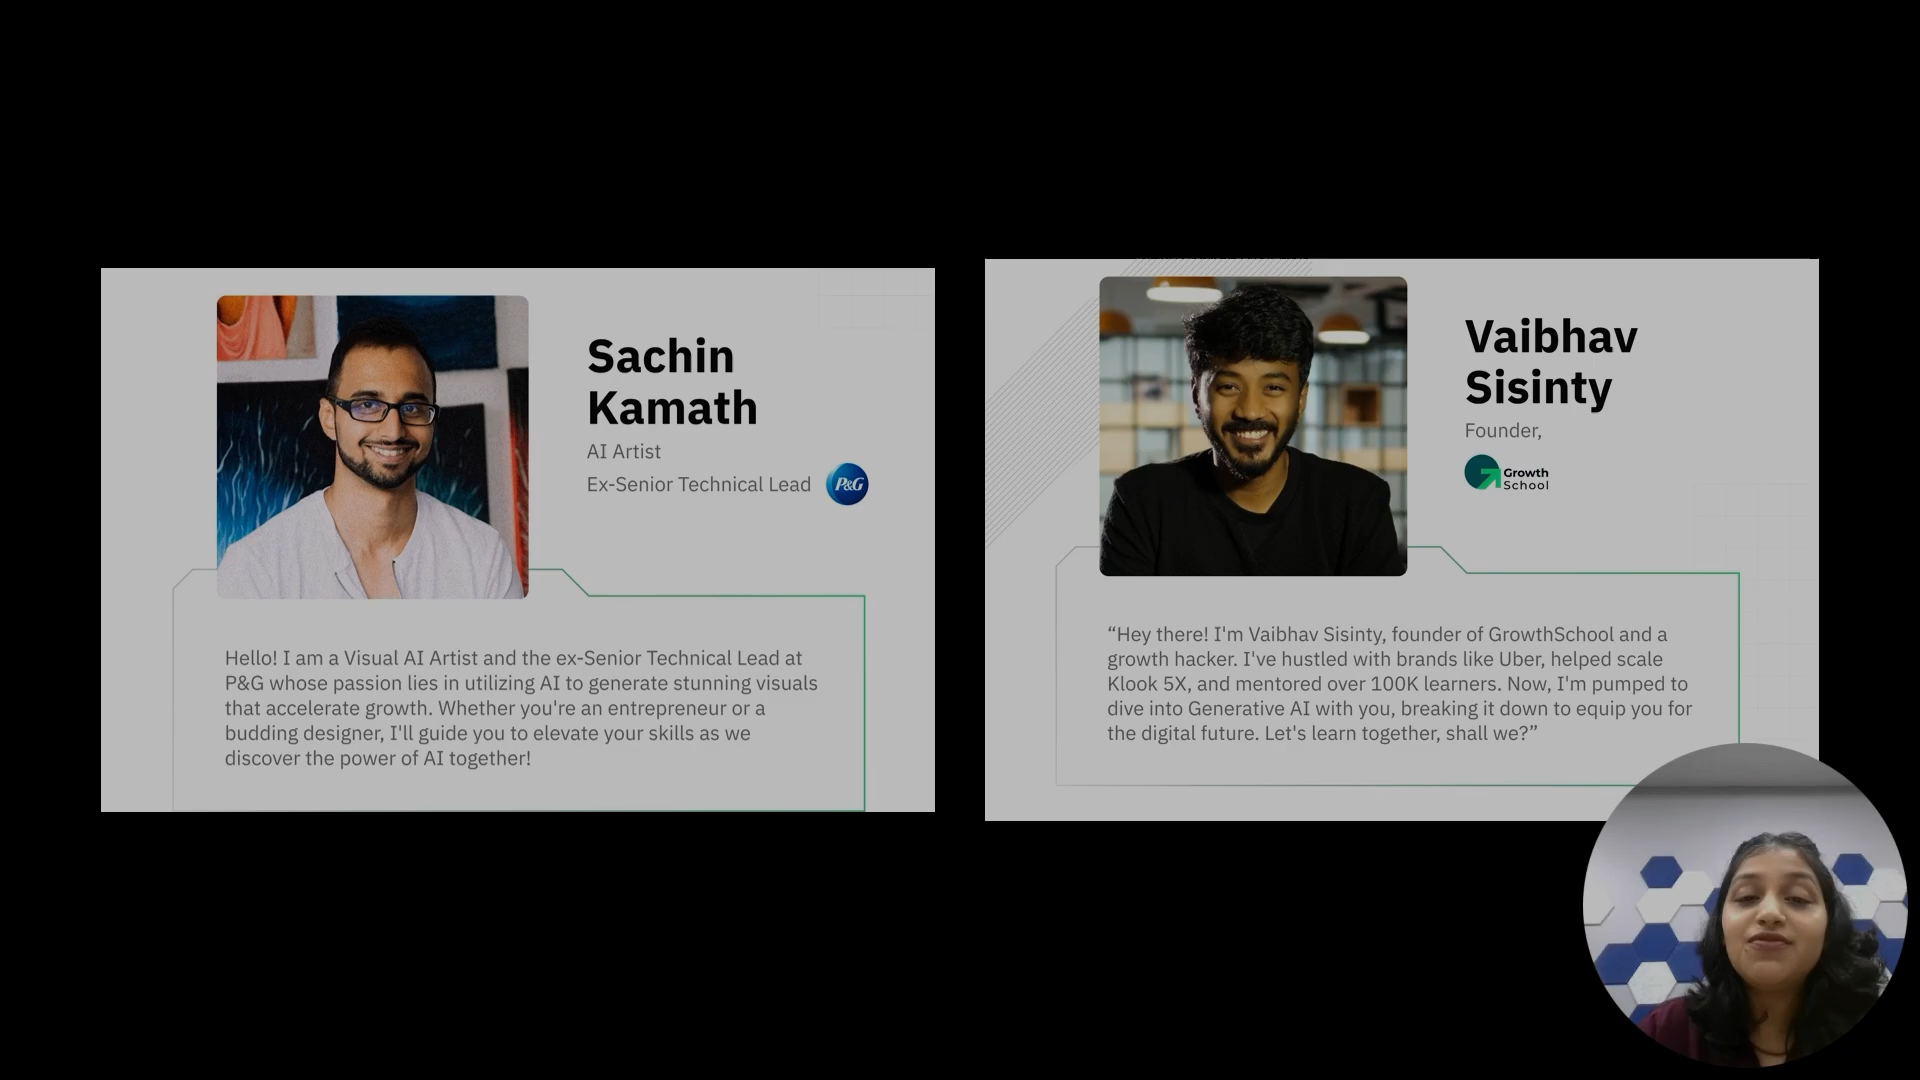 Sachin
Kamath
AI Artist
Ex-Senior Technical Lead P&G
Hello! I am a Visual AI Artist and the ex-Senior Technical Lead at
P&G whose passion lies in utilizing AI to generate stunning visuals
that accelerate growth. Whether you're an entrepreneur or a
budding designer, I'll guide you to elevate your skills as we
discover the power of AI together!
Vaibhav
Sisinty
Founder,
Growth
School
“Hey there! I'm Vaibhav Sisinty, founder of GrowthSchool and a
growth hacker. I've hustled with brands like Uber, helped scale
Klook 5X, and mentored over 100K learners. Now, I'm pumped to
dive into Generative AI with you, breaking it down to equip you for
the digital future. Let's learn together, shall we?”